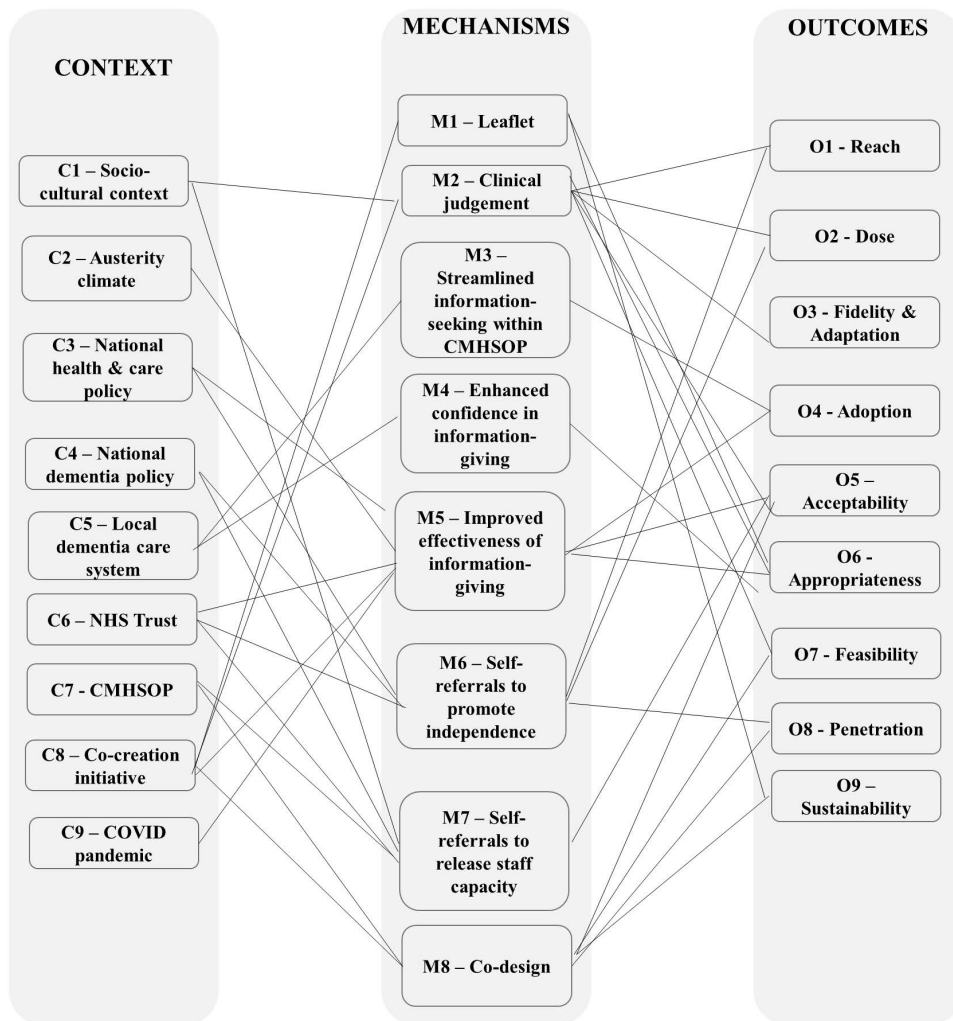 CONTEXT
C1 – Socio-
cultural context
C2 – Austerity
climate
C3 – National
health & care
policy
C4 – National
dementia policy
C5 – Local
dementia care
system
C6 – NHS Trust
C7 - CMHSOP
C8 – Co-creation
initiative
C9 – COVID
pandemic
MECHANISMS
M1 – Leaflet
M2 – Clinical
judgement
M3 –
Streamlined
information-
seeking within
CMHSOP
M4 – Enhanced
confidence in
information-
giving
M5 – Improved
effectiveness of
information-
giving
M6 – Self-
referrals to
promote
independence
M7 – Self-
referrals to
release staff
capacity
M8 – Co-design
OUTCOMES
O1 - Reach
O2 - Dose
O3 - Fidelity &
Adaptation
O4 - Adoption
O5 –
Acceptability
O6 -
Appropriateness
O7 - Feasibility
O8 - Penetration
O9 –
Sustainability